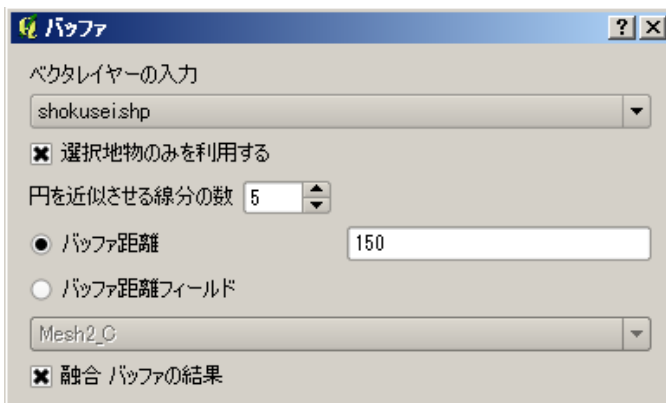 バッファ
ベクタレイヤーの入力
shokusei.shp
選択地物のみを利用する
円を近似させる線分の数 5
バッファ距離 150
バッファ距離フィールド
Mesh2_C
融合 バッファの結果